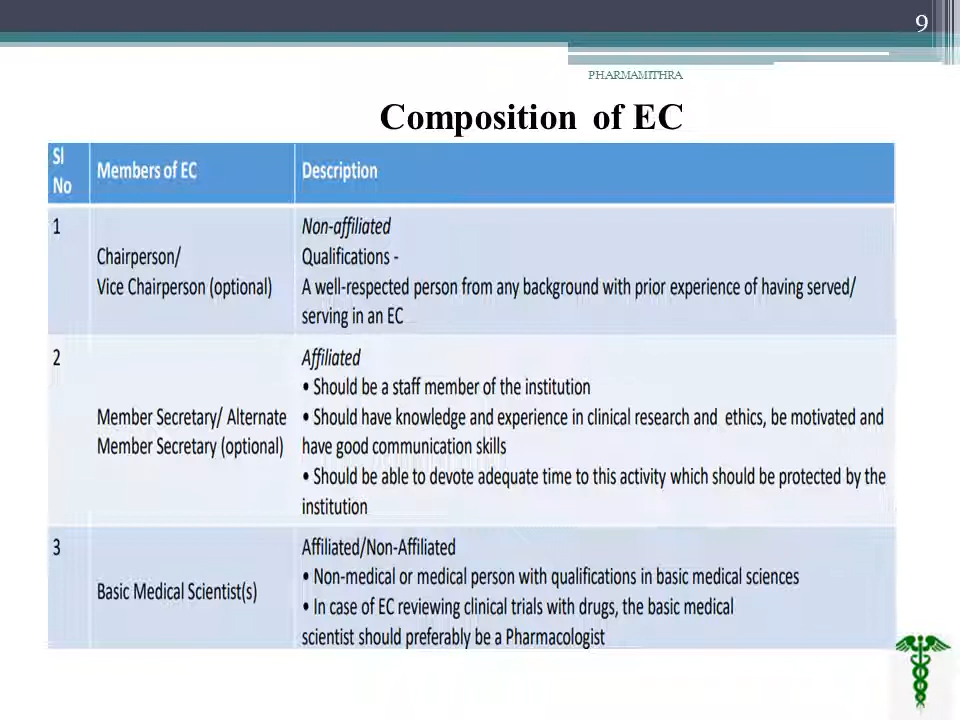 9
PHARMAMITHRA
Composition of EC
Sl
No
Members of EC
Description
1
Chairperson/
Vice Chairperson (optional)
Non-affiliated
Qualifications -
A well-respected person from any background with prior experience of having served/
serving in an EC
2
Member Secretary/ Alternate
Member Secretary (optional)
Affiliated
• Should be a staff member of the institution
• Should have knowledge and experience in clinical research and ethics, be motivated and
have good communication skills
• Should be able to devote adequate time to this activity which should be protected by the
institution
3
Basic Medical Scientist(s)
Affiliated/Non-Affiliated
• Non-medical or medical person with qualifications in basic medical sciences
• In case of EC reviewing clinical trials with drugs, the basic medical
scientist should preferably be a Pharmacologist